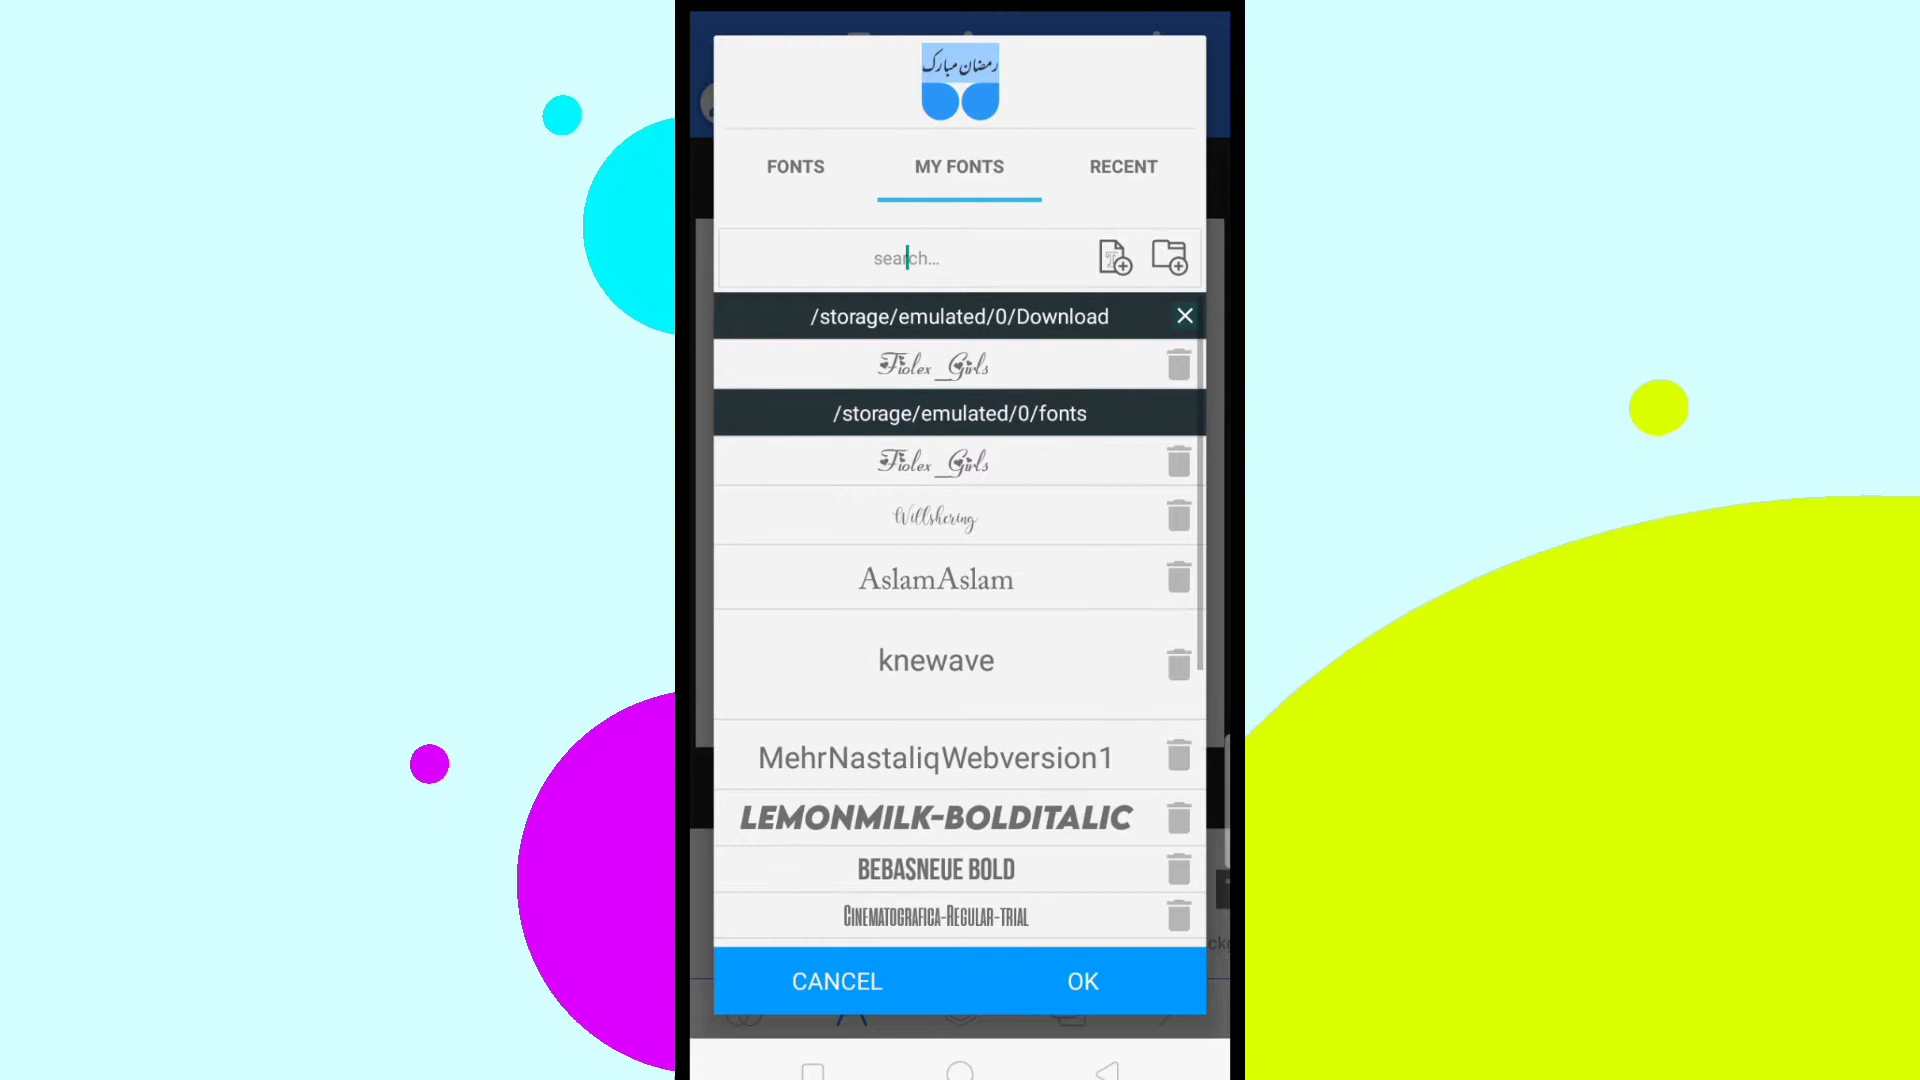 رمضان مبارک
FONTS
MY FONTS
RECENT
search...
/storage/emulated/0/Download
Fiolex_Girls
/storage/emulated/0/fonts
Fiolex_Girls
Willshering
AslamAslam
knewave
MehrNastaliqWebversion1
LEMONMILK-BOLDITALIC
BEBASNEUE BOLD
Cinematografica-Regular-trial
CANCEL
OK